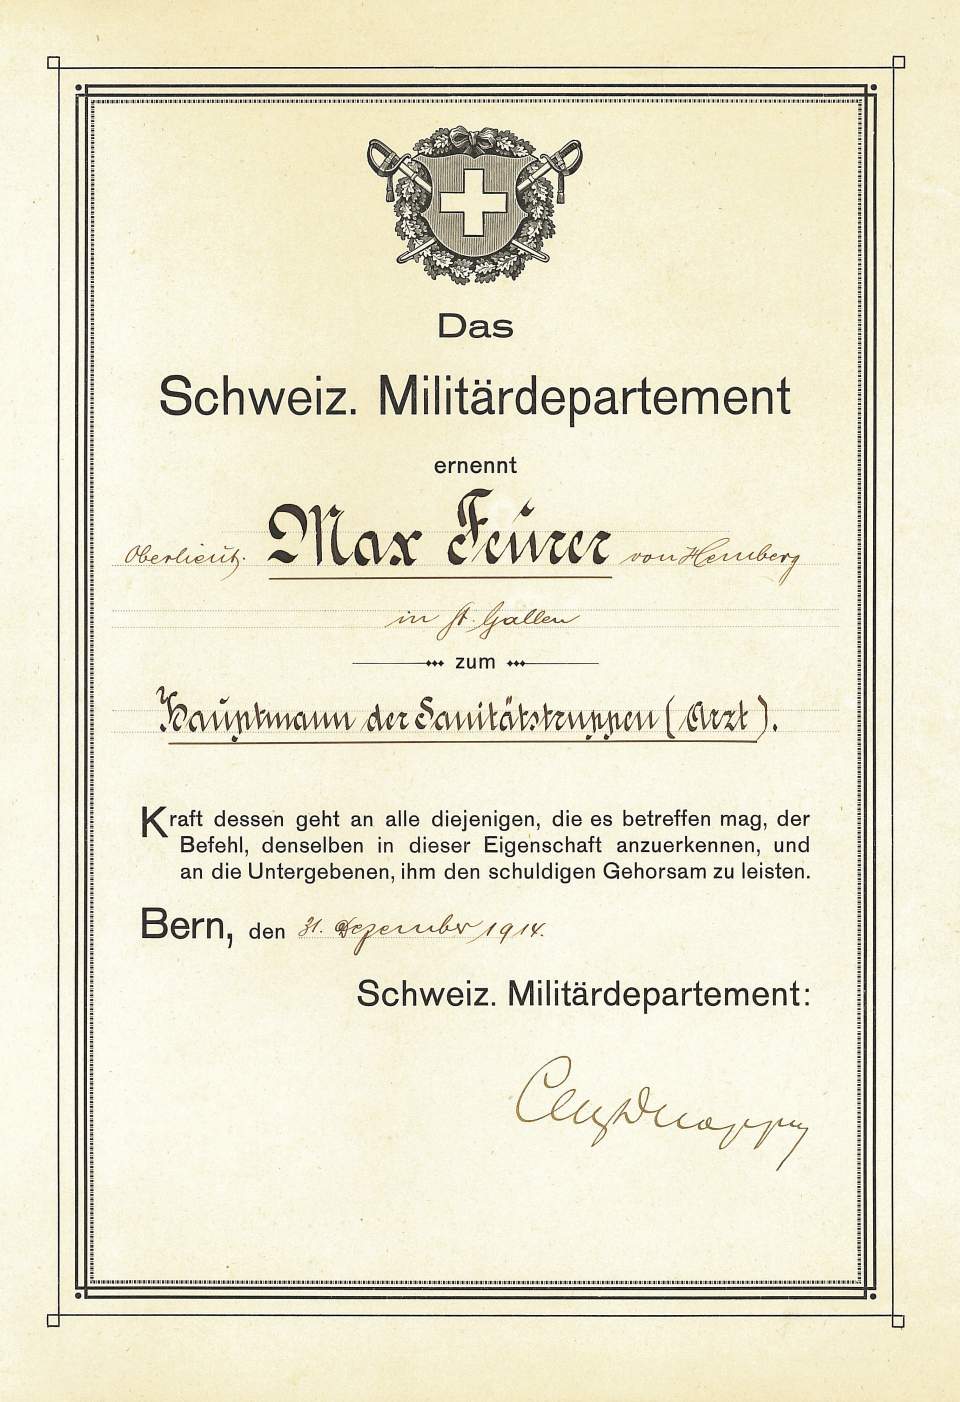 Das
Schweiz. Militärdepartement
ernennt
Oberlieut. Max Feurer von Hemberg
in St. Gallen
zum
Hauptmann der Sanitätstruppen (Arzt).
Kraft dessen geht an alle diejenigen, die es betreffen mag, der
Befehl, denselben in dieser Eigenschaft anzuerkennen, und
an die Untergebenen, ihm den schuldigen Gehorsam zu leisten.
Bern, den 31. Dezember 1914.
Schweiz. Militärdepartement: